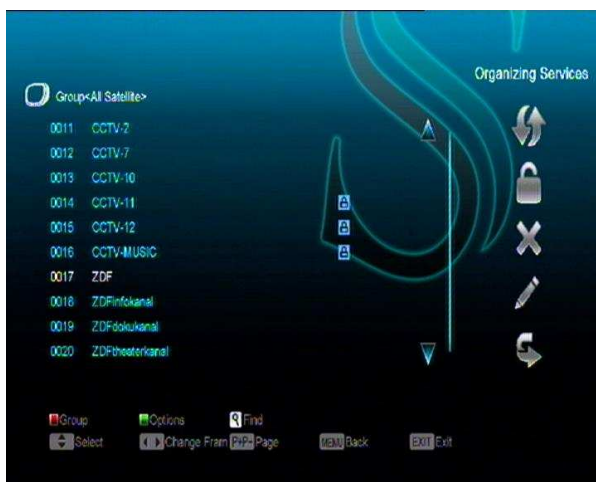 Organizing Services
Group<All Satellite>
0011 CCTV-2
0012 CCTV-7
0013 CCTV-10
0014 CCTV-11
0015 CCTV-12
0016 CCTV-MUSIC
0017 ZDF
0018 ZDFinfokanal
0019 ZDFdokukanal
0020 ZDFtheaterkanal
Group Options Find
Select Change Fram P+P- Page MENU Back EXIT Exit